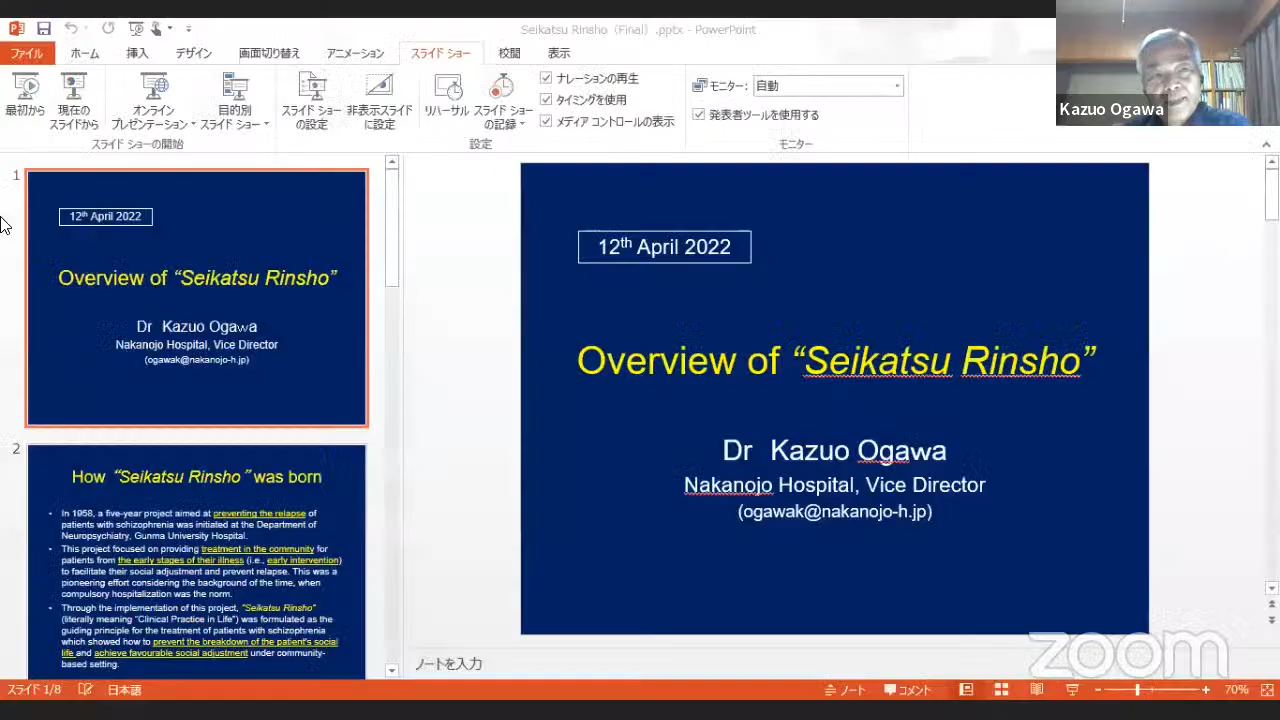 Seikatsu Rinsho (Final) .pptx - PowerPoint
Kazuo Ogawa
ファイル ホーム 挿入 デザイン 画面切り替え アニメーション スライド ショー 校閲 表示
最初から
現在の
スライドから
オンライン
プレゼンテーション
目的別
スライド ショー
スライド ショー
の設定
非表示スライド
に設定
リハーサル
スライド ショー
の記録
ナレーションの再生
タイミングを使用
メディア コントロールの表示
モニター: 自動
発表者ツールを使用する
スライド ショーの開始 設定 モニター
1
12th April 2022
Overview of “Seikatsu Rinsho”
Dr Kazuo Ogawa
Nakanojo Hospital, Vice Director
(ogawak@nakanojo-h.jp)
2
How “Seikatsu Rinsho” was born
• In 1958, a five-year project aimed at preventing the relapse of
patients with schizophrenia was initiated at the Department of
Neuropsychiatry, Gunma University Hospital.
• This project focused on providing treatment in the community for
patients from the early stages of their illness (i.e., early intervention)
to facilitate their social adjustment and prevent relapse. This was a
pioneering effort considering the background of the time, when
compulsory hospitalization was the norm.
• Through the implementation of this project, “Seikatsu Rinsho”
(literally meaning “Clinical Practice in Life”) was formulated as the
guiding principle for the treatment of patients with schizophrenia
which showed how to prevent the breakdown of the patient's social
life and achieve favourable social adjustment under community-
based setting.
12th April 2022
Overview of “Seikatsu Rinsho”
Dr Kazuo Ogawa
Nakanojo Hospital, Vice Director
(ogawak@nakanojo-h.jp)
zoom
ノートを入力
スライド 1/8 日本語 ノート コメント 70%